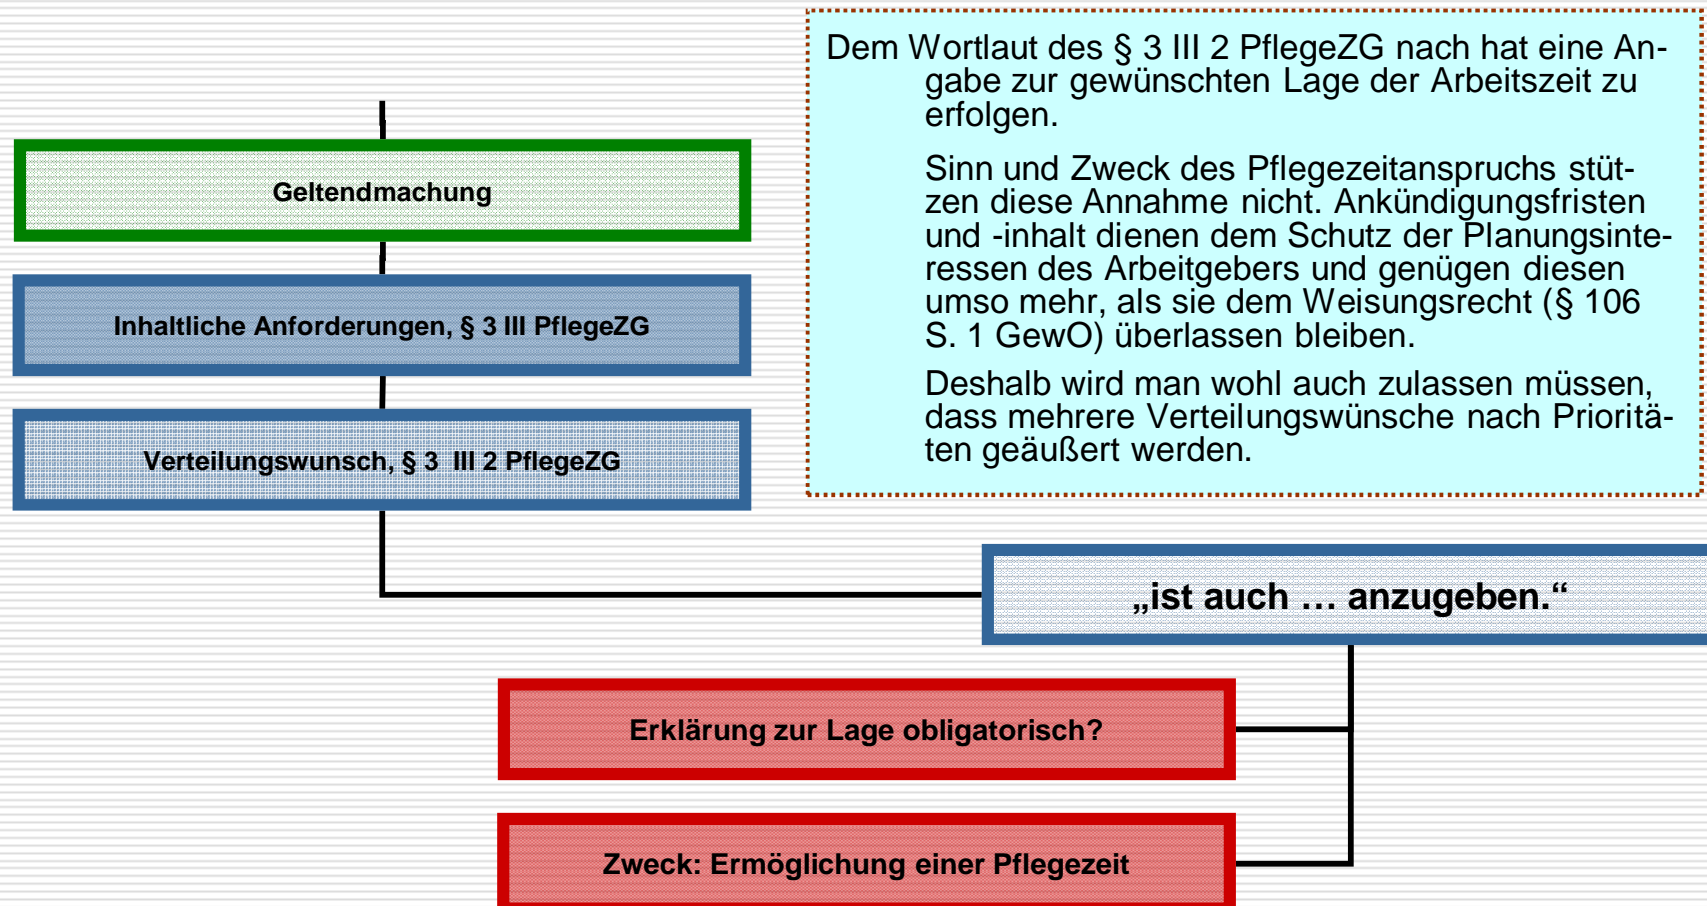 Dem Wortlaut des § 3 III 2 PflegeZG nach hat eine An-
gabe zur gewünschten Lage der Arbeitszeit zu
erfolgen.
Sinn und Zweck des Pflegezeitanspruchs stüt-
zen diese Annahme nicht. Ankündigungsfristen
und -inhalt dienen dem Schutz der Planungsinte-
ressen des Arbeitgebers und genügen diesen
umso mehr, als sie dem Weisungsrecht (§ 106
S. 1 GewO) überlassen bleiben.
Deshalb wird man wohl auch zulassen müssen,
dass mehrere Verteilungswünsche nach Prioritä-
ten geäußert werden.
Geltendmachung
Inhaltliche Anforderungen, § 3 III PflegeZG
Verteilungswunsch, § 3 III 2 PflegeZG
„ist auch … anzugeben.“
Erklärung zur Lage obligatorisch?
Zweck: Ermöglichung einer Pflegezeit